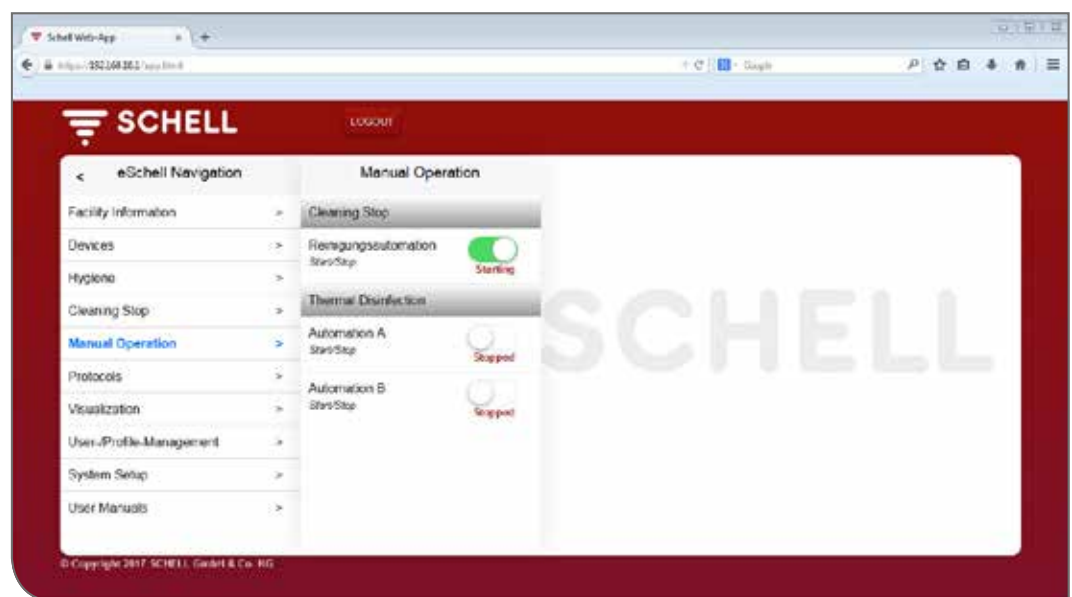 Schell Web-App
Google
SCHELL
LOGOUT
< eSchell Navigation
Manual Operation
Facility Information >
Devices >
Hygiene >
Cleaning Stop >
Manual Operation >
Protocols >
Visualization >
User-/Profile-Management >
System Setup >
User Manuals >
Cleaning Stop
Reinigungsautomation
Start/Stop
Starting
Thermal Disinfection
Automation A
Start/Stop
Stopped
Automation B
Start/Stop
Stopped
SCHELL
© Copyright 2017 SCHELL GmbH & Co. KG